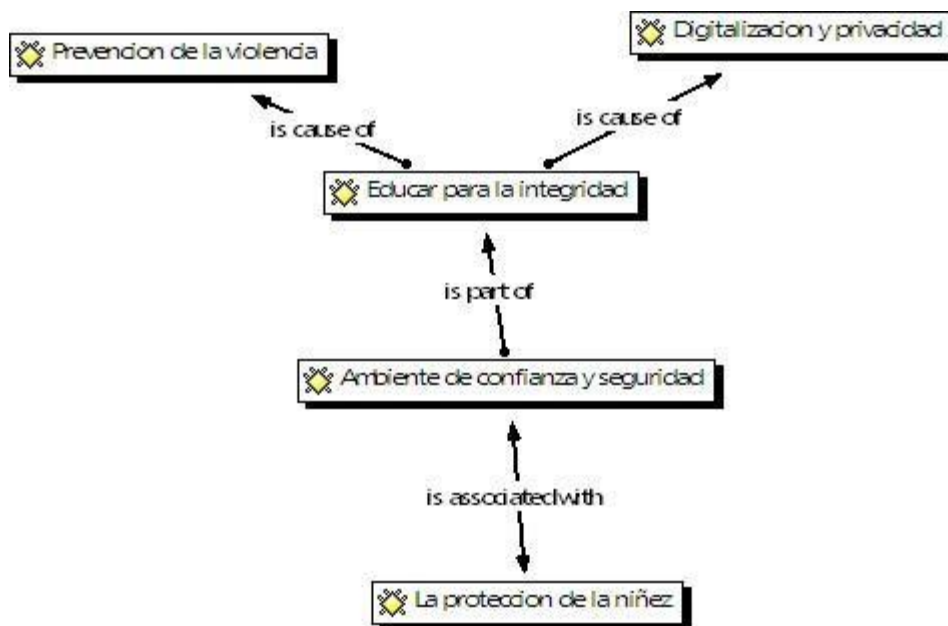 Prevencion de la violencia
Digitalizacion y privacidad
is cause of
is cause of
Educar para la integridad
is part of
Ambiente de confianza y seguridad
is associated with
La proteccion de la niñez